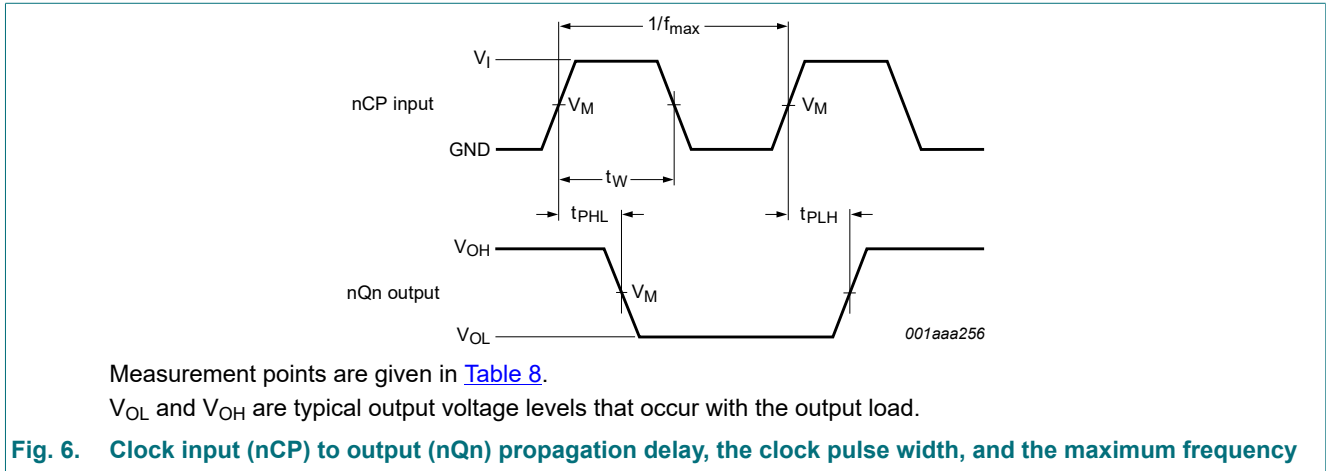 1/fmax
VI
nCP input
VM
VM
GND
tW
tPHL
tPLH
VOH
nQn output
VM
VOL
001aaa256
Measurement points are given in Table 8.
VOL and VOH are typical output voltage levels that occur with the output load.
Fig. 6. Clock input (nCP) to output (nQn) propagation delay, the clock pulse width, and the maximum frequency